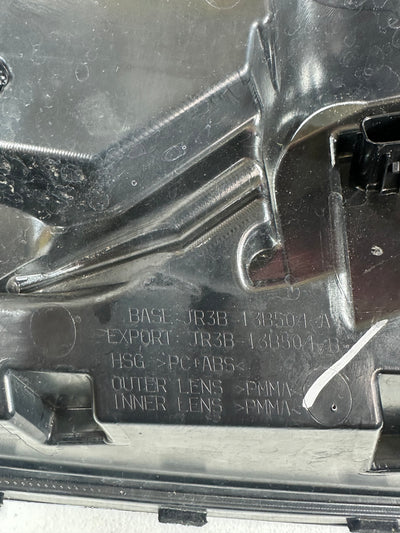 BASE: JR3B-13B504-A
EXPORT: JR3B-13B504-B
HSG >PC+ABS<
OUTER LENS >PMMA<
INNER LENS >PMMA<